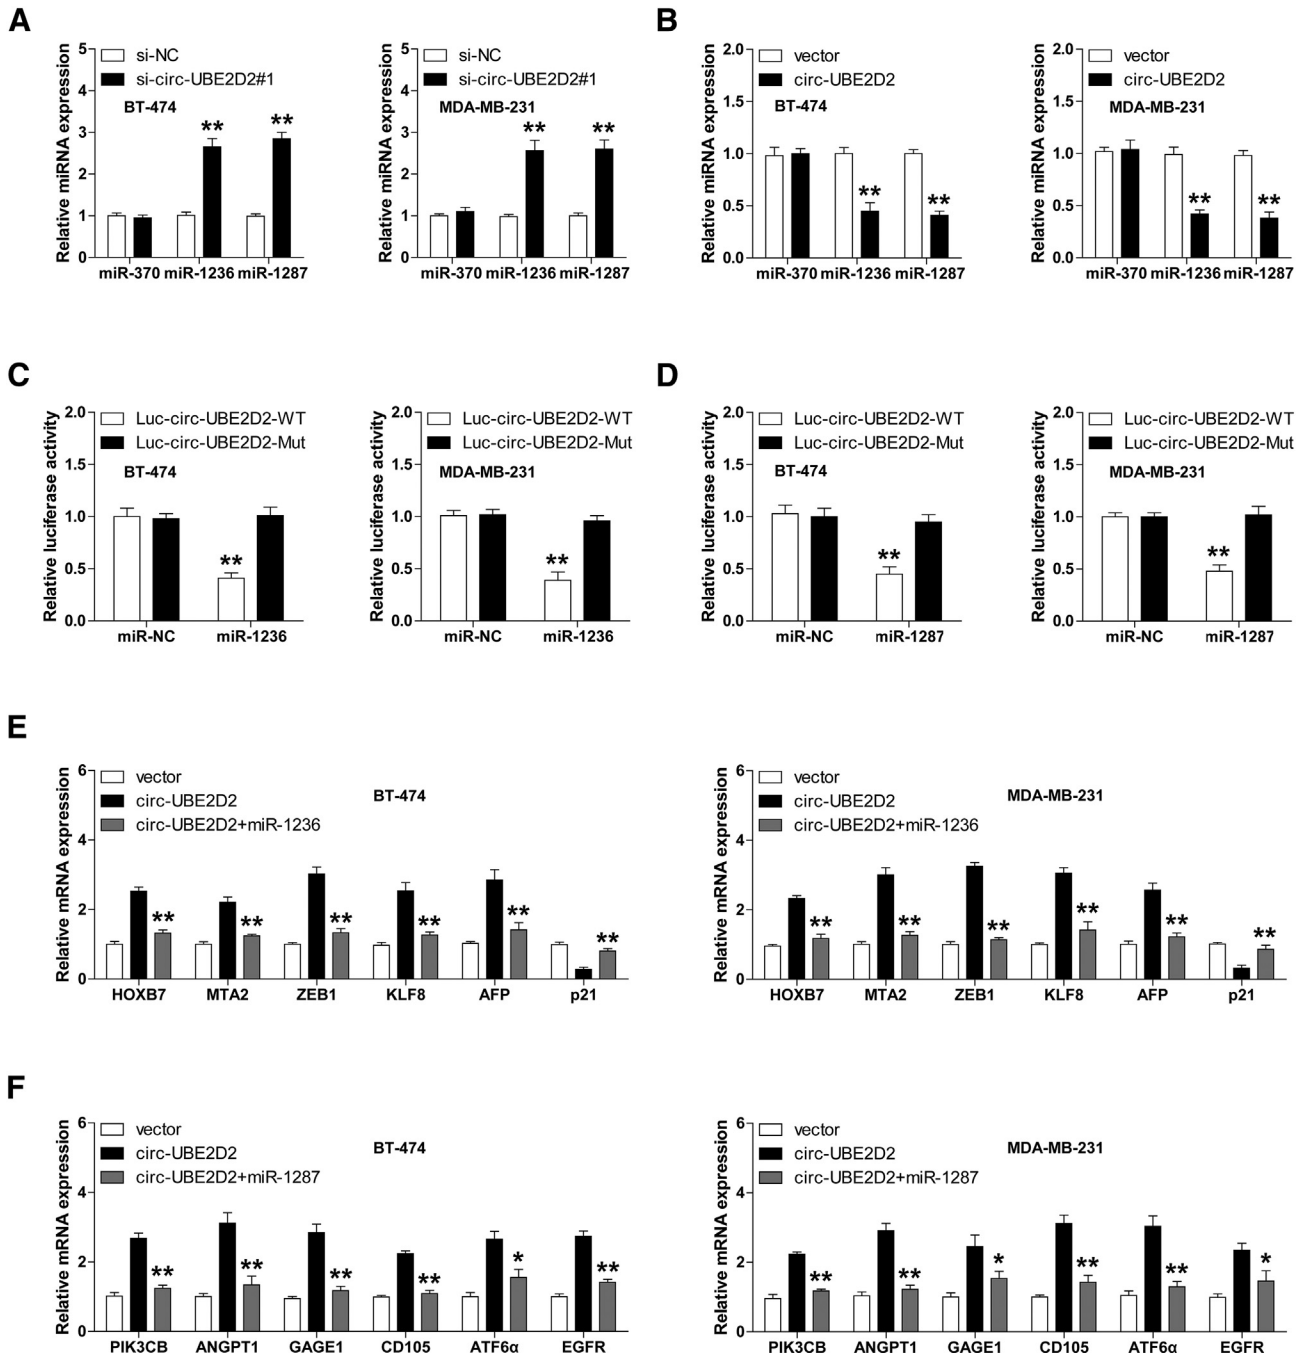 A
Relative miRNA expression
5
4
3
2
1
0
si-NC
si-circ-UBE2D2#1
BT-474
**
**
miR-370 miR-1236 miR-1287
Relative miRNA expression
5
4
3
2
1
0
si-NC
si-circ-UBE2D2#1
MDA-MB-231
**
**
miR-370 miR-1236 miR-1287
B
Relative miRNA expression
2.0
1.5
1.0
0.5
0.0
vector
circ-UBE2D2
BT-474
**
**
miR-370 miR-1236 miR-1287
Relative miRNA expression
2.0
1.5
1.0
0.5
0.0
vector
circ-UBE2D2
MDA-MB-231
**
**
miR-370 miR-1236 miR-1287
C
Relative luciferase activity
2.0
1.5
1.0
0.5
0.0
Luc-circ-UBE2D2-WT
Luc-circ-UBE2D2-Mut
BT-474
**
miR-NC miR-1236
Relative luciferase activity
2.0
1.5
1.0
0.5
0.0
Luc-circ-UBE2D2-WT
Luc-circ-UBE2D2-Mut
MDA-MB-231
**
miR-NC miR-1236
D
Relative luciferase activity
2.0
1.5
1.0
0.5
0.0
Luc-circ-UBE2D2-WT
Luc-circ-UBE2D2-Mut
BT-474
**
miR-NC miR-1287
Relative luciferase activity
2.0
1.5
1.0
0.5
0.0
Luc-circ-UBE2D2-WT
Luc-circ-UBE2D2-Mut
MDA-MB-231
**
miR-NC miR-1287
E
Relative mRNA expression
6
4
2
0
vector
circ-UBE2D2
circ-UBE2D2+miR-1236
BT-474
** ** ** ** ** **
HOXB7 MTA2 ZEB1 KLF8 AFP p21
Relative mRNA expression
6
4
2
0
vector
circ-UBE2D2
circ-UBE2D2+miR-1236
MDA-MB-231
** ** ** ** ** **
HOXB7 MTA2 ZEB1 KLF8 AFP p21
F
Relative mRNA expression
6
4
2
0
vector
circ-UBE2D2
circ-UBE2D2+miR-1287
BT-474
** ** ** ** * **
PIK3CB ANGPT1 GAGE1 CD105 ATF6α EGFR
Relative mRNA expression
6
4
2
0
vector
circ-UBE2D2
circ-UBE2D2+miR-1287
MDA-MB-231
** ** * ** ** *
PIK3CB ANGPT1 GAGE1 CD105 ATF6α EGFR